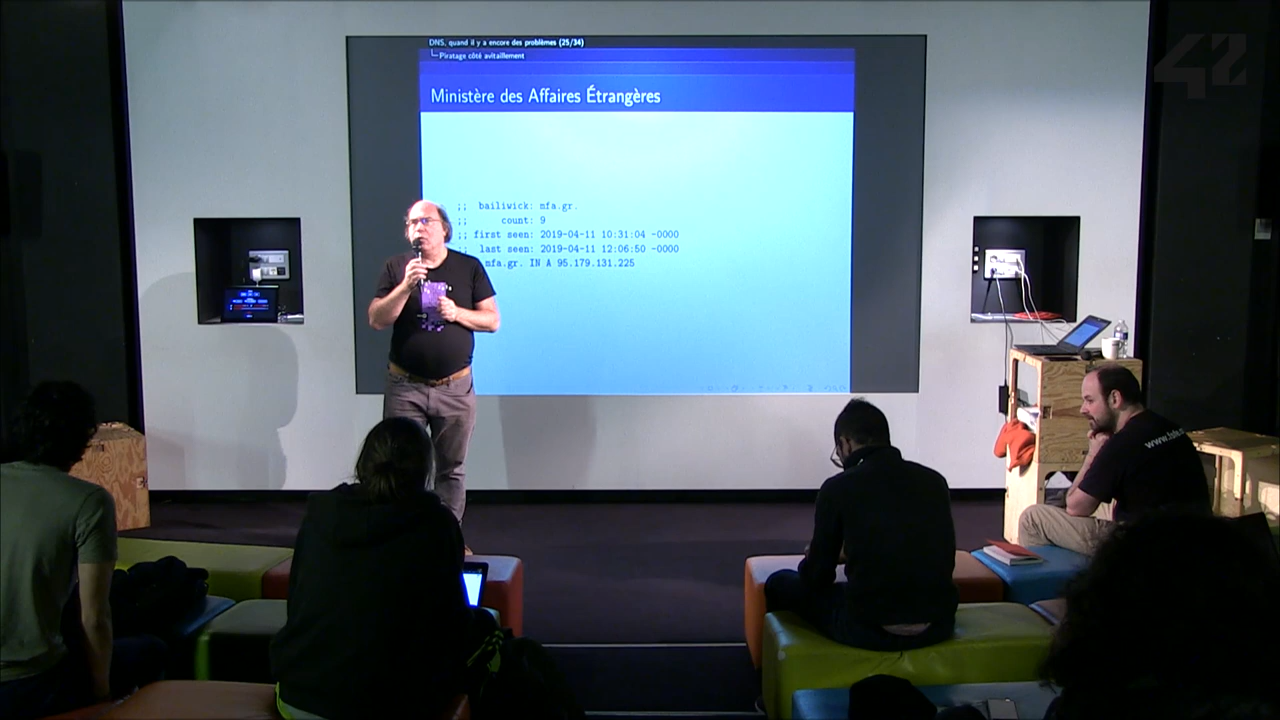 42
DNS, quand il y a encore des problèmes (25/34)
Piratage côté avitaillement
Ministère des Affaires Étrangères
;; bailiwick: mfa.gr.
;; count: 9
;; first seen: 2019-04-11 10:31:04 -0000
;; last seen: 2019-04-11 12:06:50 -0000
mfa.gr. IN A 95.179.131.225